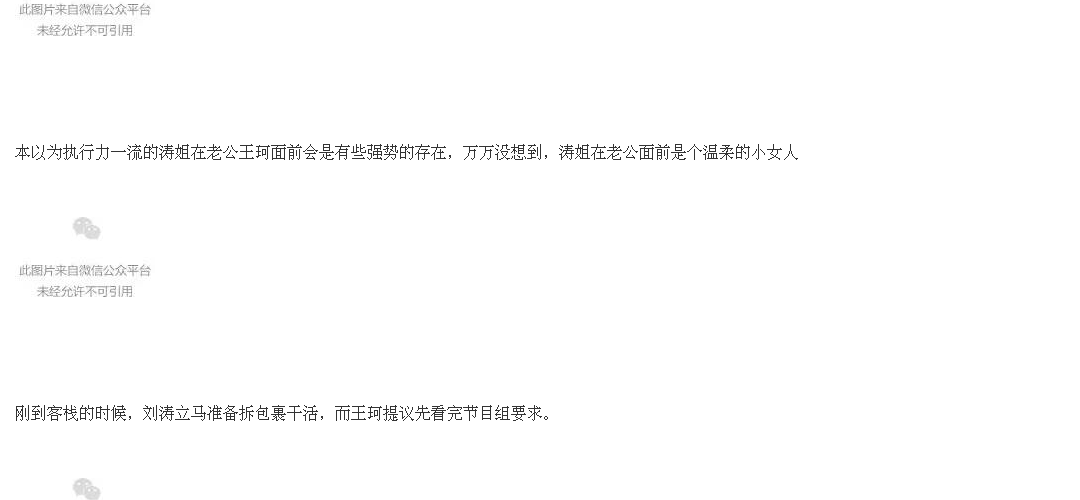 此图片来自微信公众平台
未经允许不可引用
本以为执行力一流的涛姐在老公王珂面前会是有些强势的存在，万万没想到，涛姐在老公面前是个温柔的小女人
此图片来自微信公众平台
未经允许不可引用
刚到客栈的时候，刘涛立马准备拆包裹干活，而王珂提议先看完节目组要求。